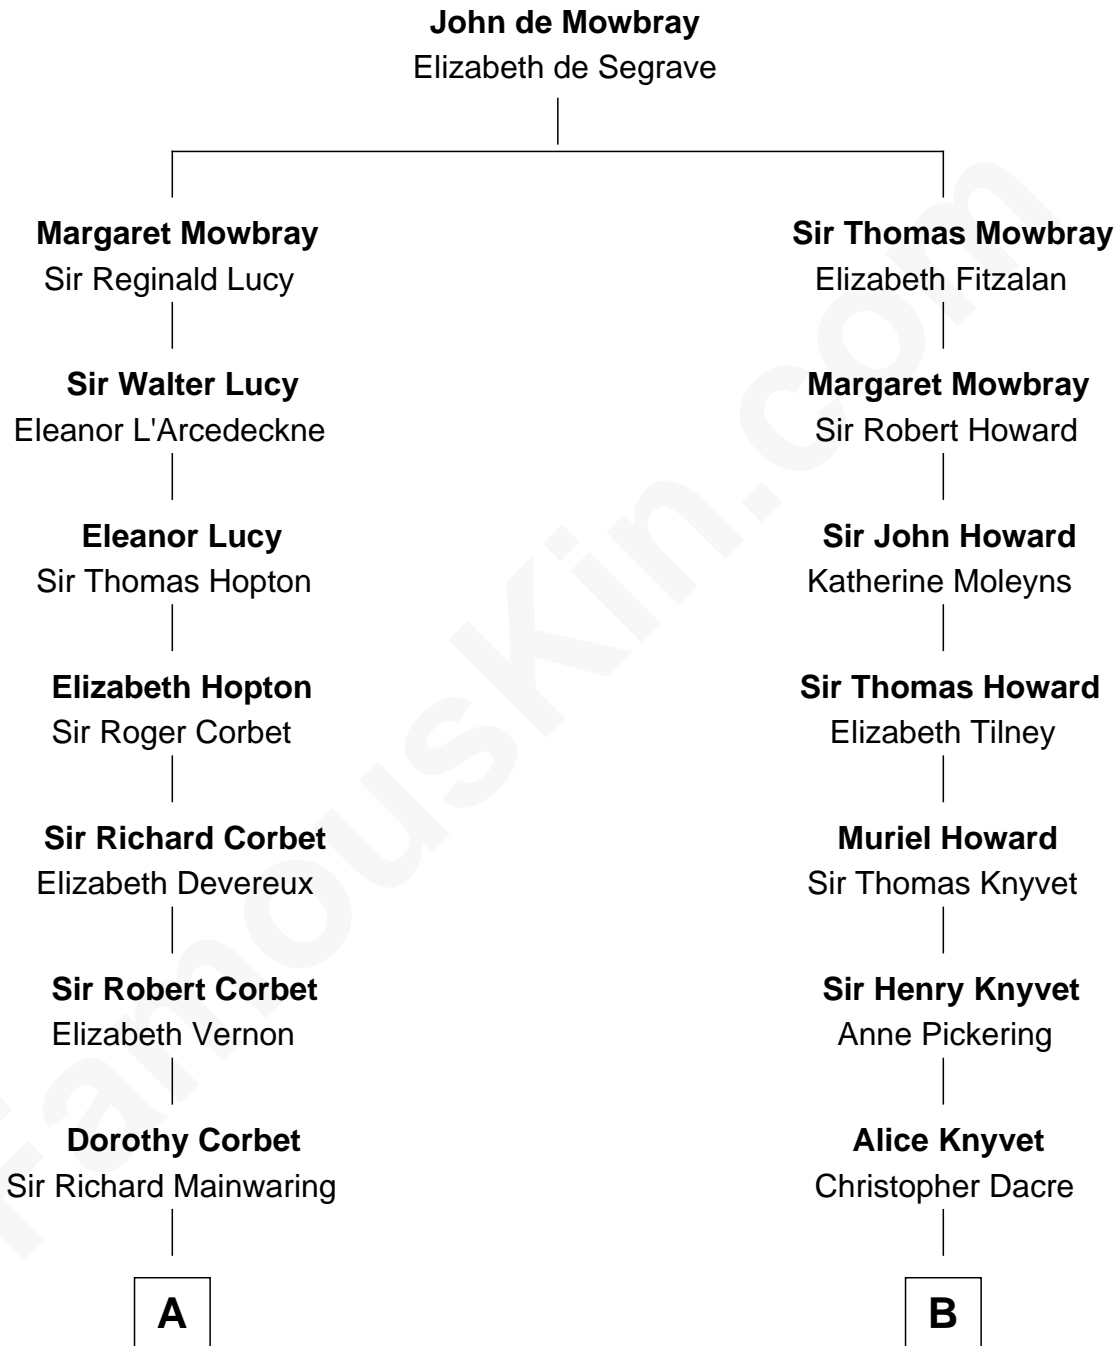 John de Mowbray
Elizabeth de Segrave
Margaret Mowbray
Sir Reginald Lucy
Sir Thomas Mowbray
Elizabeth Fitzalan
Sir Walter Lucy
Eleanor L'Arcedeckne
Margaret Mowbray
Sir Robert Howard
Eleanor Lucy
Sir Thomas Hopton
Sir John Howard
Katherine Moleyns
Elizabeth Hopton
Sir Roger Corbet
Sir Thomas Howard
Elizabeth Tilney
Sir Richard Corbet
Elizabeth Devereux
Muriel Howard
Sir Thomas Knyvet
Sir Robert Corbet
Elizabeth Vernon
Sir Henry Knyvet
Anne Pickering
Dorothy Corbet
Sir Richard Mainwaring
Alice Knyvet
Christopher Dacre
A
B
FamousKin.com